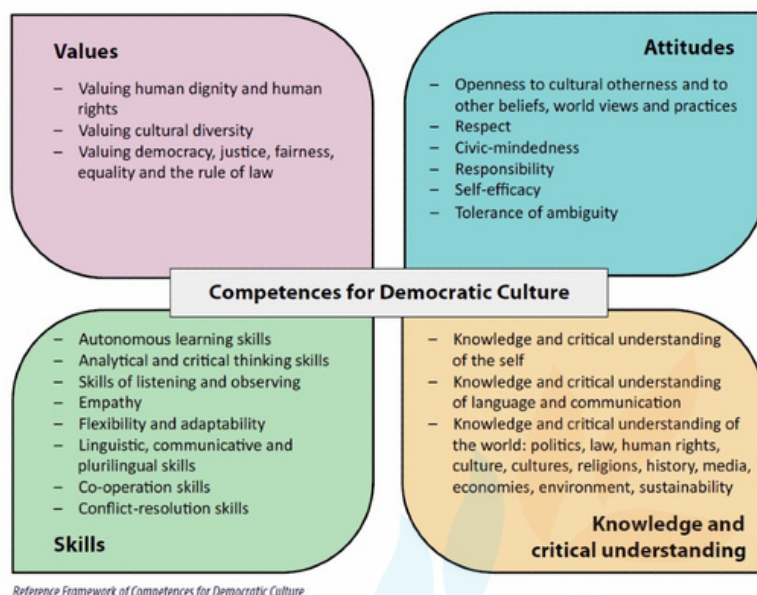 Values
– Valuing human dignity and human
rights
– Valuing cultural diversity
– Valuing democracy, justice, fairness,
equality and the rule of law
Attitudes
– Openness to cultural otherness and to
other beliefs, world views and practices
– Respect
– Civic-mindedness
– Responsibility
– Self-efficacy
– Tolerance of ambiguity
Competences for Democratic Culture
– Autonomous learning skills
– Analytical and critical thinking skills
– Skills of listening and observing
– Empathy
– Flexibility and adaptability
– Linguistic, communicative and
plurilingual skills
– Co-operation skills
– Conflict-resolution skills
Skills
– Knowledge and critical understanding
of the self
– Knowledge and critical understanding
of language and communication
– Knowledge and critical understanding of
the world: politics, law, human rights,
culture, cultures, religions, history, media,
economies, environment, sustainability
Knowledge and
critical understanding
Reference Framework of Competences for Democratic Culture